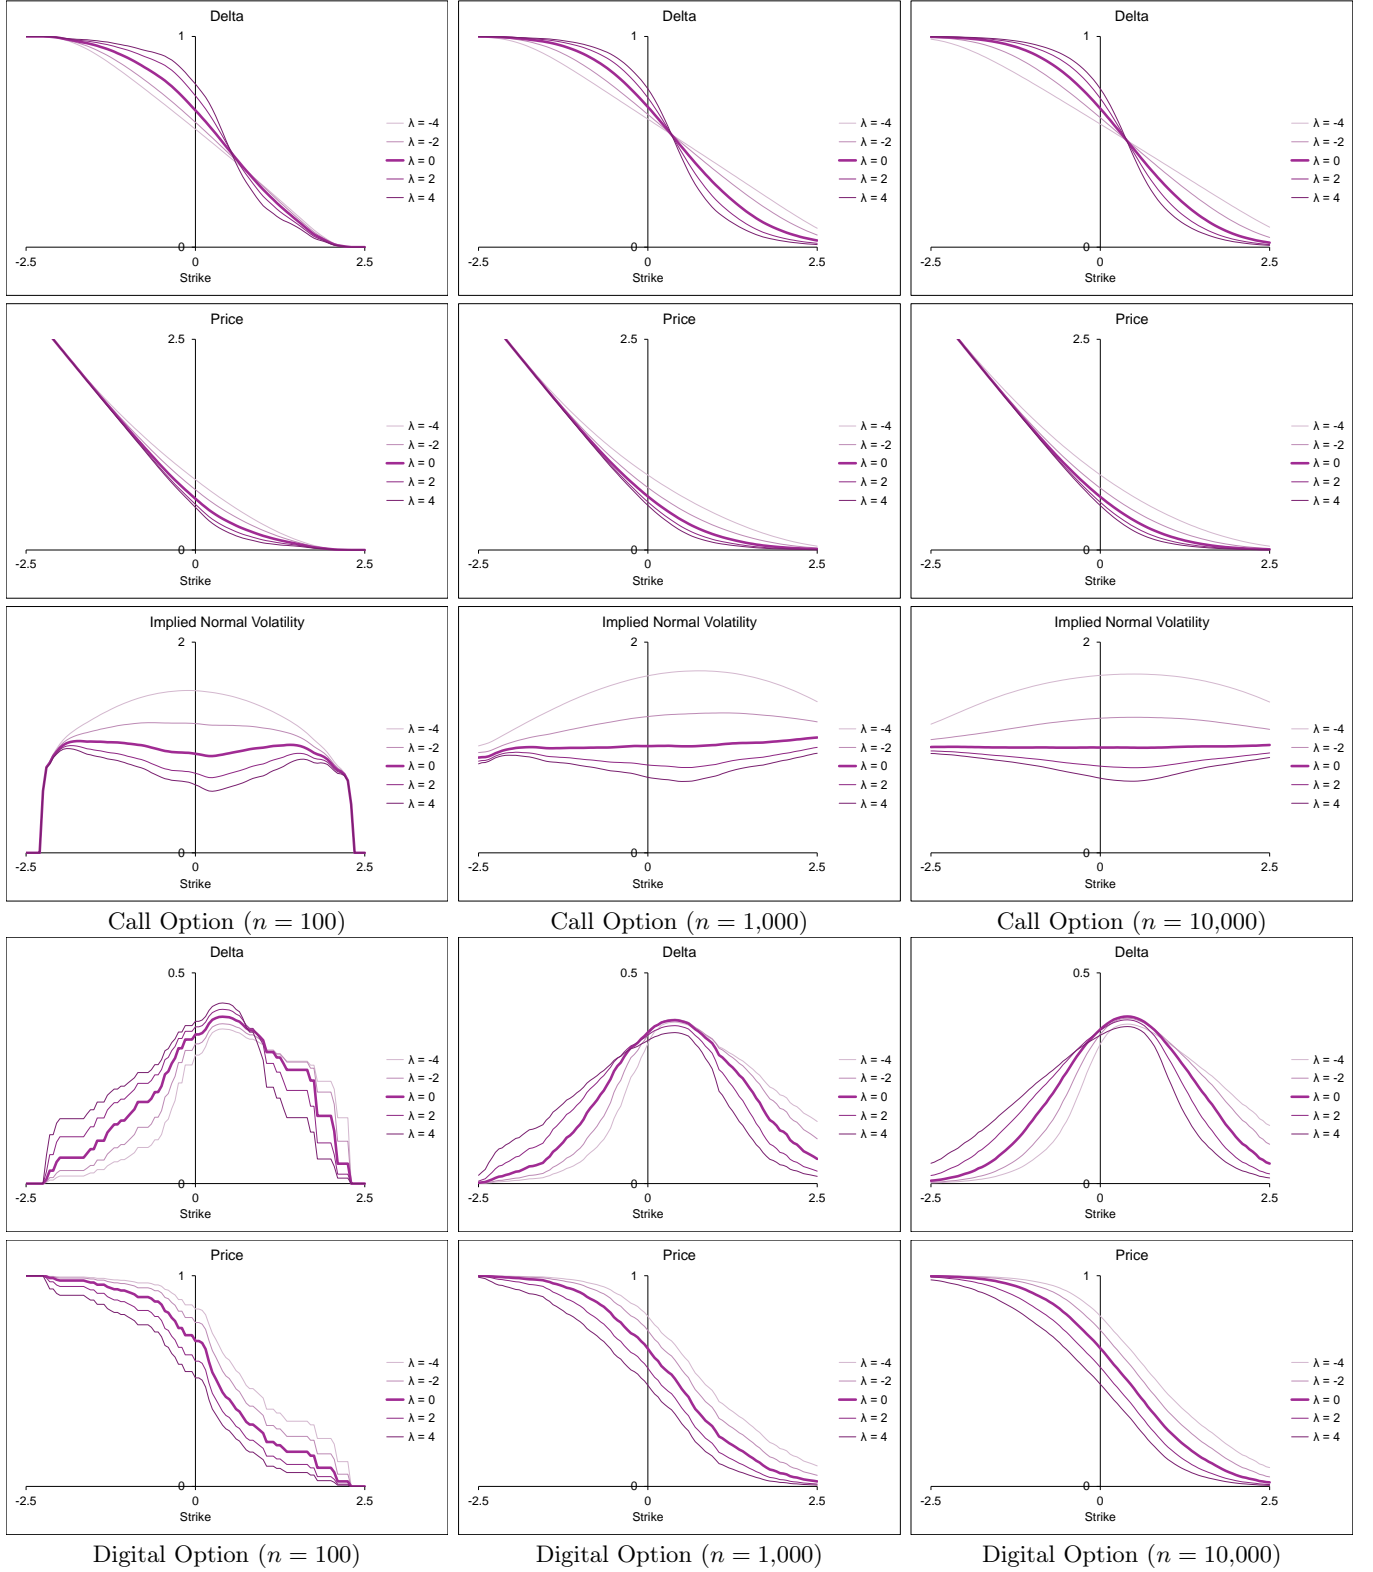 Delta
1
0
-2.5
0
2.5
Strike
λ = -4
λ = -2
λ = 0
λ = 2
λ = 4
Delta
1
0
-2.5
0
2.5
Strike
λ = -4
λ = -2
λ = 0
λ = 2
λ = 4
Delta
1
0
-2.5
0
2.5
Strike
λ = -4
λ = -2
λ = 0
λ = 2
λ = 4
Price
2.5
0
-2.5
0
2.5
Strike
λ = -4
λ = -2
λ = 0
λ = 2
λ = 4
Price
2.5
0
-2.5
0
2.5
Strike
λ = -4
λ = -2
λ = 0
λ = 2
λ = 4
Price
2.5
0
-2.5
0
2.5
Strike
λ = -4
λ = -2
λ = 0
λ = 2
λ = 4
Implied Normal Volatility
2
0
-2.5
0
2.5
Strike
λ = -4
λ = -2
λ = 0
λ = 2
λ = 4
Implied Normal Volatility
2
0
-2.5
0
2.5
Strike
λ = -4
λ = -2
λ = 0
λ = 2
λ = 4
Implied Normal Volatility
2
0
-2.5
0
2.5
Strike
λ = -4
λ = -2
λ = 0
λ = 2
λ = 4
Call Option (n = 100)
Call Option (n = 1,000)
Call Option (n = 10,000)
Delta
0.5
0
-2.5
0
2.5
Strike
λ = -4
λ = -2
λ = 0
λ = 2
λ = 4
Delta
0.5
0
-2.5
0
2.5
Strike
λ = -4
λ = -2
λ = 0
λ = 2
λ = 4
Delta
0.5
0
-2.5
0
2.5
Strike
λ = -4
λ = -2
λ = 0
λ = 2
λ = 4
Price
1
0
-2.5
0
2.5
Strike
λ = -4
λ = -2
λ = 0
λ = 2
λ = 4
Price
1
0
-2.5
0
2.5
Strike
λ = -4
λ = -2
λ = 0
λ = 2
λ = 4
Price
1
0
-2.5
0
2.5
Strike
λ = -4
λ = -2
λ = 0
λ = 2
λ = 4
Digital Option (n = 100)
Digital Option (n = 1,000)
Digital Option (n = 10,000)